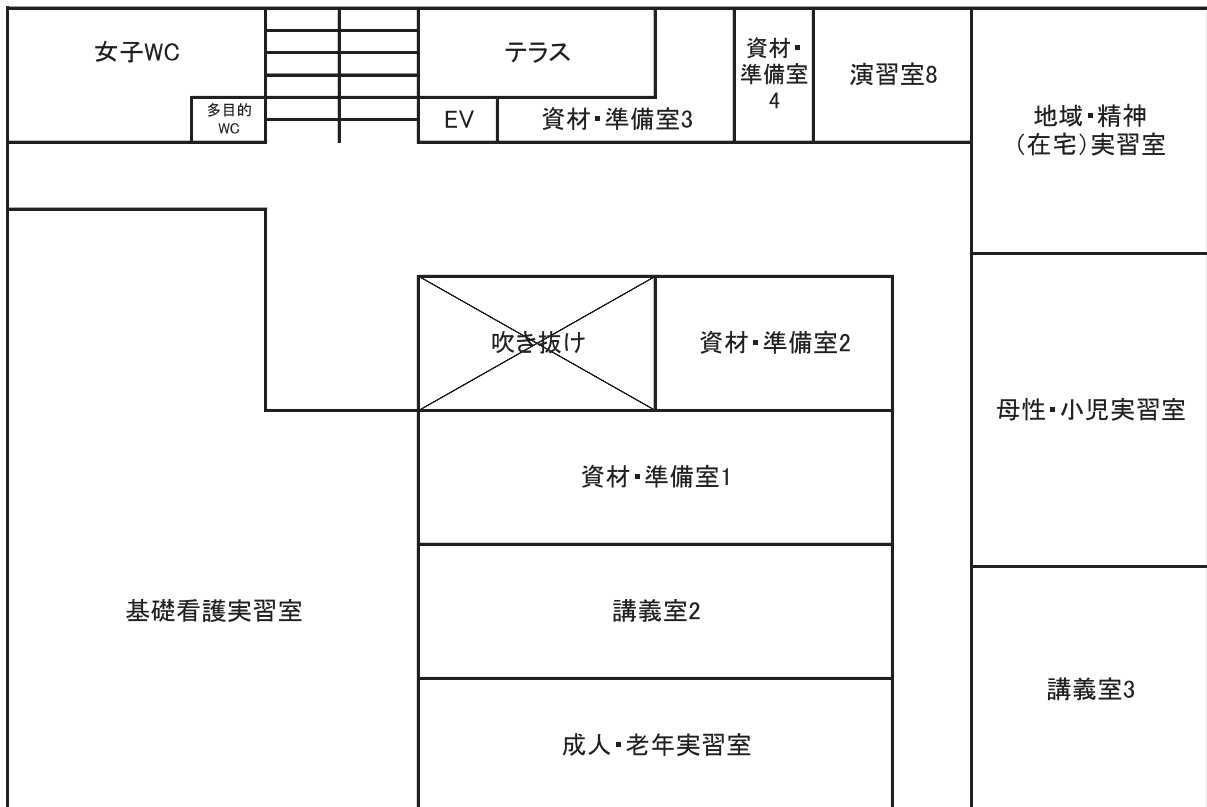 女子WC
多目的
WC
テラス
EV
資材・準備室3
資材・
準備室
4
演習室8
地域・精神
（在宅）実習室
吹き抜け
資材・準備室2
母性・小児実習室
資材・準備室1
基礎看護実習室
講義室2
講義室3
成人・老年実習室